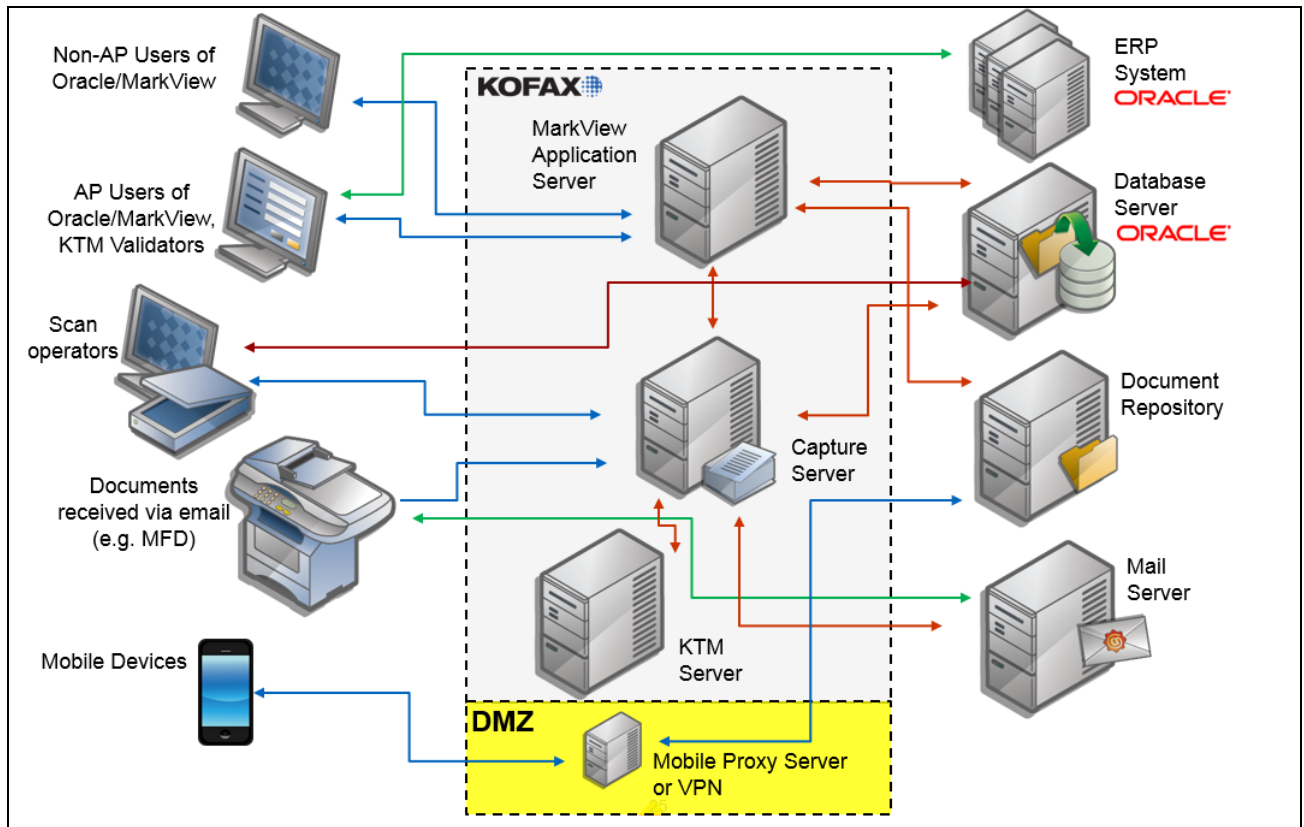 Non-AP Users of
Oracle/MarkView
AP Users of
Oracle/MarkView,
KTM Validators
Scan
operators
Documents
received via email
(e.g. MFD)
Mobile Devices
KOFAX
MarkView
Application
Server
Capture
Server
KTM
Server
DMZ
Mobile Proxy Server
or VPN
25
ERP
System
ORACLE
Database
Server
ORACLE
Document
Repository
Mail
Server